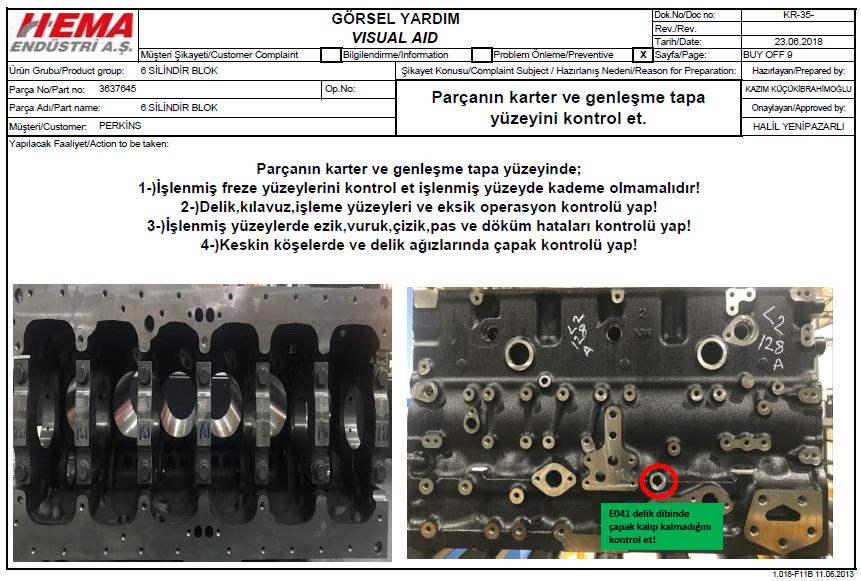 HEMA
ENDÜSTRİ A.Ş.
GÖRSEL YARDIM
VISUAL AID
Dok.No/Doc no: KR-35-
Rev./Rev.
Tarih/Date: 23.06.2018
Müşteri Şikayeti/Customer Complaint Bilgilendirme/Information Problem Önleme/Preventive X Sayfa/Page: BUY OFF 9
Ürün Grubu/Product group: 6 SİLİNDİR BLOK Şikayet Konusu/Complaint Subject / Hazırlanış Nedeni/Reason for Preparation: Hazırlayan/Prepared by:
Parça No/Part no: 3637645 Op.No: KAZIM KÜÇÜKİBRAHİMOĞLU
Parça Adı/Part name: 6 SİLİNDİR BLOK Onaylayan/Approved by:
Müşteri/Customer: PERKİNS HALİL YENİPAZARLI
Parçanın karter ve genleşme tapa
yüzeyini kontrol et.
Yapılacak Faaliyet/Action to be taken:
Parçanın karter ve genleşme tapa yüzeyinde;
1-)İşlenmiş freze yüzeylerini kontrol et işlenmiş yüzeyde kademe olmamalıdır!
2-)Delik,kılavuz,işleme yüzeyleri ve eksik operasyon kontrolü yap!
3-)İşlenmiş yüzeylerde ezik,vuruk,çizik,pas ve döküm hataları kontrolü yap!
4-)Keskin köşelerde ve delik ağızlarında çapak kontrolü yap!
L2
128
A
E041 delik dibinde
çapak kalıp kalmadığını
kontrol et!
1.018-F11B 11.06.2013